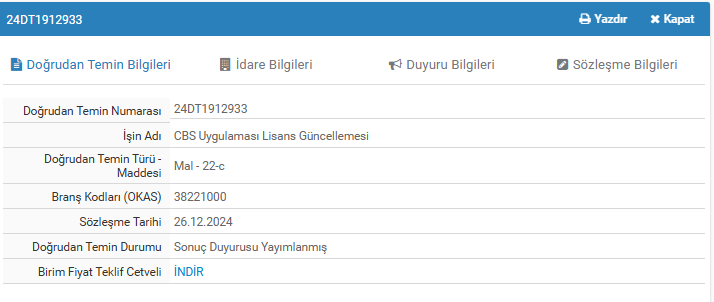 24DT1912933 Yazdır Kapat
Doğrudan Temin Bilgileri İdare Bilgileri Duyuru Bilgileri Sözleşme Bilgileri
Doğrudan Temin Numarası 24DT1912933
İşin Adı CBS Uygulaması Lisans Güncellemesi
Doğrudan Temin Türü -
Maddesi Mal - 22-c
Branş Kodları (OKAS) 38221000
Sözleşme Tarihi 26.12.2024
Doğrudan Temin Durumu Sonuç Duyurusu Yayımlanmış
Birim Fiyat Teklif Cetveli İNDİR